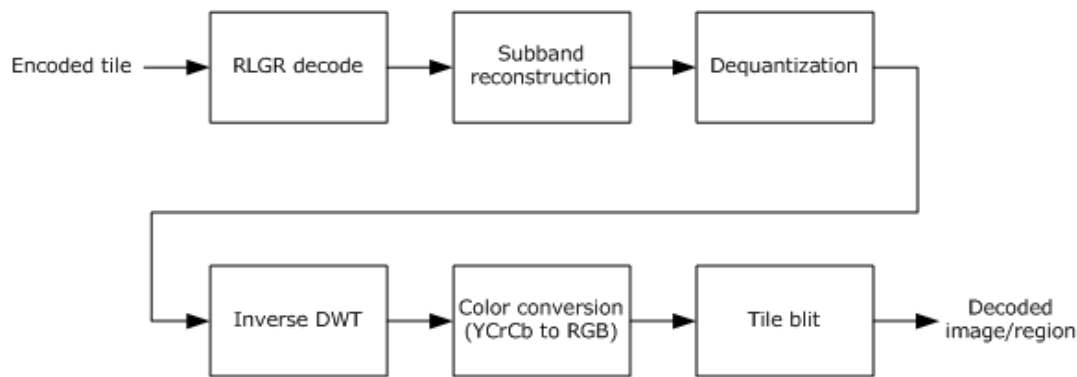 Encoded tile
RLGR decode
Subband
reconstruction
Dequantization
Inverse DWT
Color conversion
(YCrCb to RGB)
Tile blit
Decoded
image/region